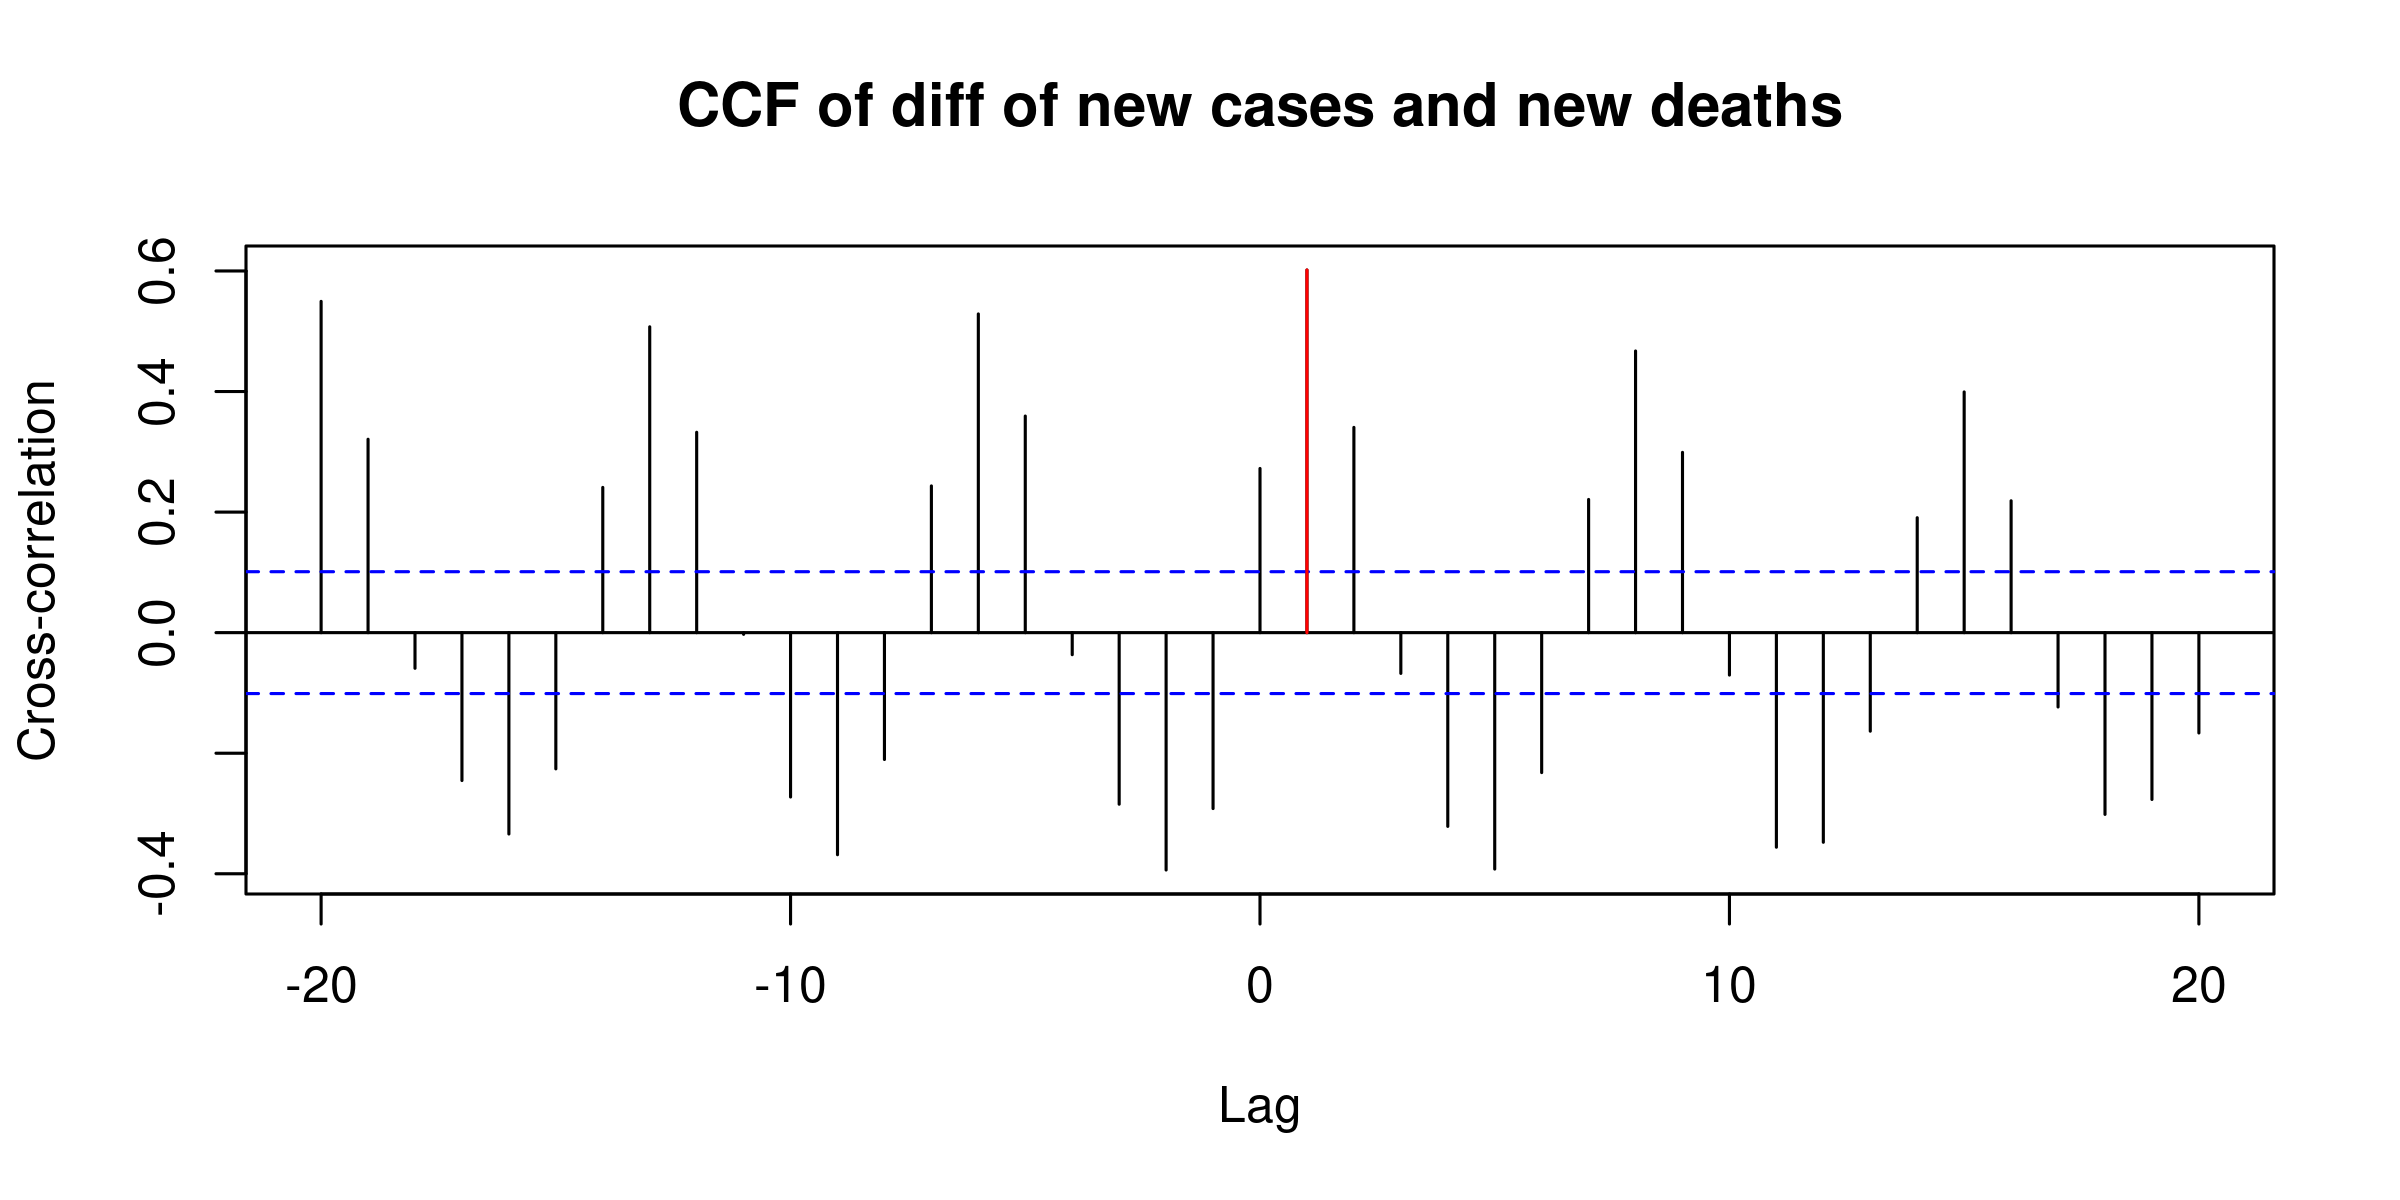 CCF of diff of new cases and new deaths
Cross-correlation
0.6
0.4
0.2
0.0
-0.4
-20 -10 0 10 20
Lag